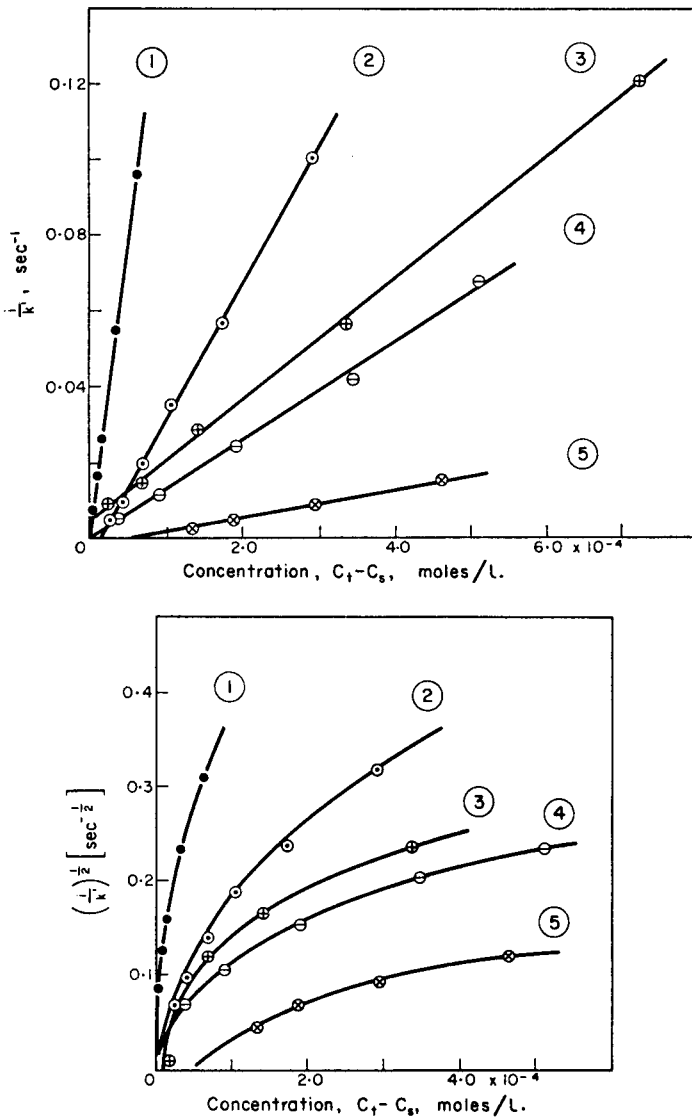 1 2 3
0·12
4
0·08
i/k, sec⁻¹
0·04
5
0 2·0 4·0 6·0 x 10⁻⁴
Concentration, Cₜ-Cₛ, moles/l.
0·4
1 2
0·3
3 4
(i/k)^½ [sec^-½]
0·2
5
0·1
0 2·0 4·0 x 10⁻⁴
Concentration, Cₜ-Cₛ, moles/l.